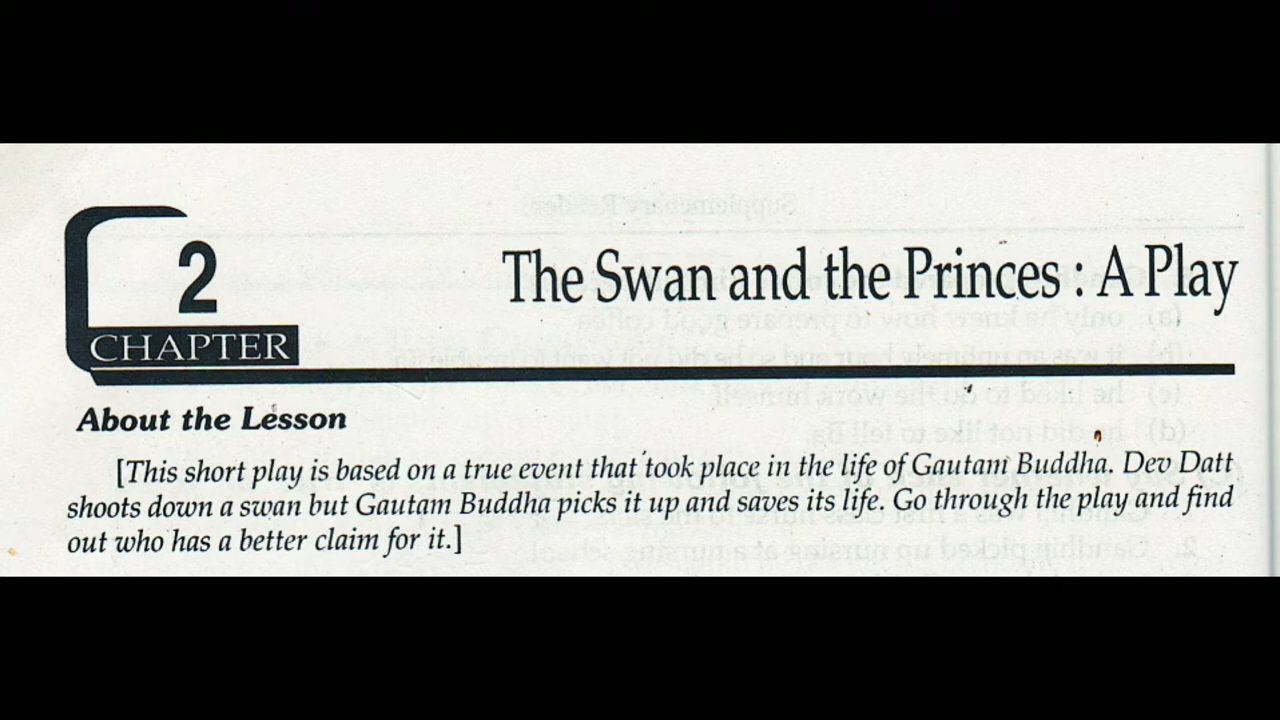 2
CHAPTER
The Swan and the Princes : A Play
About the Lesson
[This short play is based on a true event that took place in the life of Gautam Buddha. Dev Datt
shoots down a swan but Gautam Buddha picks it up and saves its life. Go through the play and find
out who has a better claim for it.]